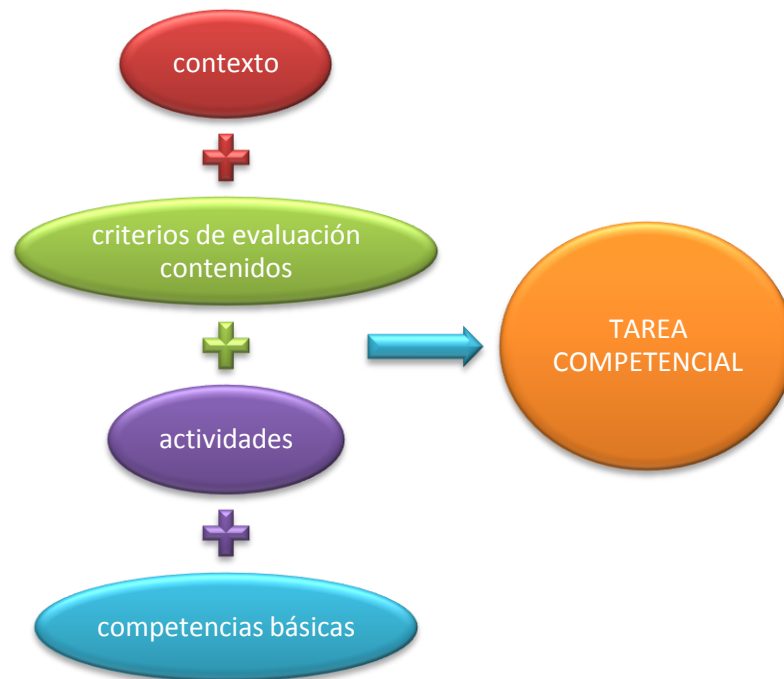 contexto
criterios de evaluación
contenidos
actividades
competencias básicas
TAREA
COMPETENCIAL